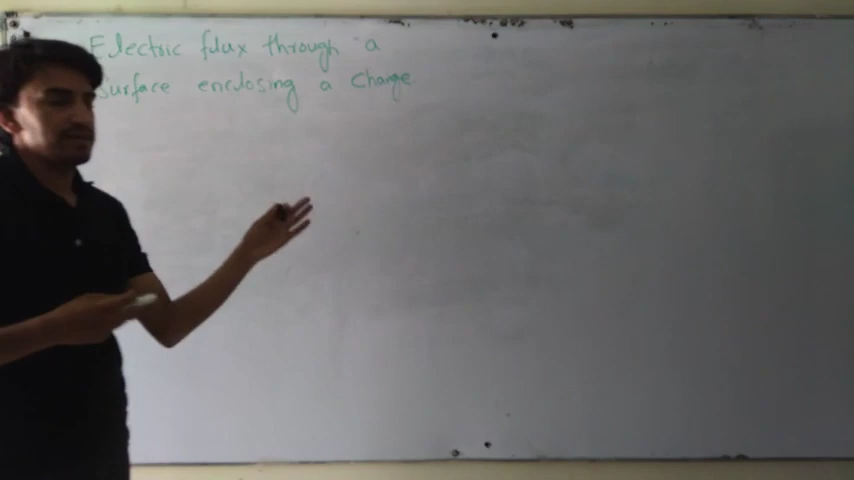 Electric flux through a
Surface enclosing a Charge